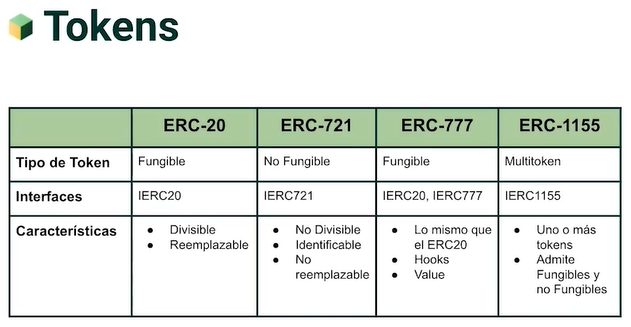 Tokens
ERC-20 ERC-721 ERC-777 ERC-1155
Tipo de Token Fungible No Fungible Fungible Multitoken
Interfaces IERC20 IERC721 IERC20, IERC777 IERC1155
Características
• Divisible
• Reemplazable
• No Divisible
• Identificable
• No
reemplazable
• Lo mismo que
el ERC20
• Hooks
• Value
• Uno o más
tokens
• Admite
Fungibles y
no Fungibles